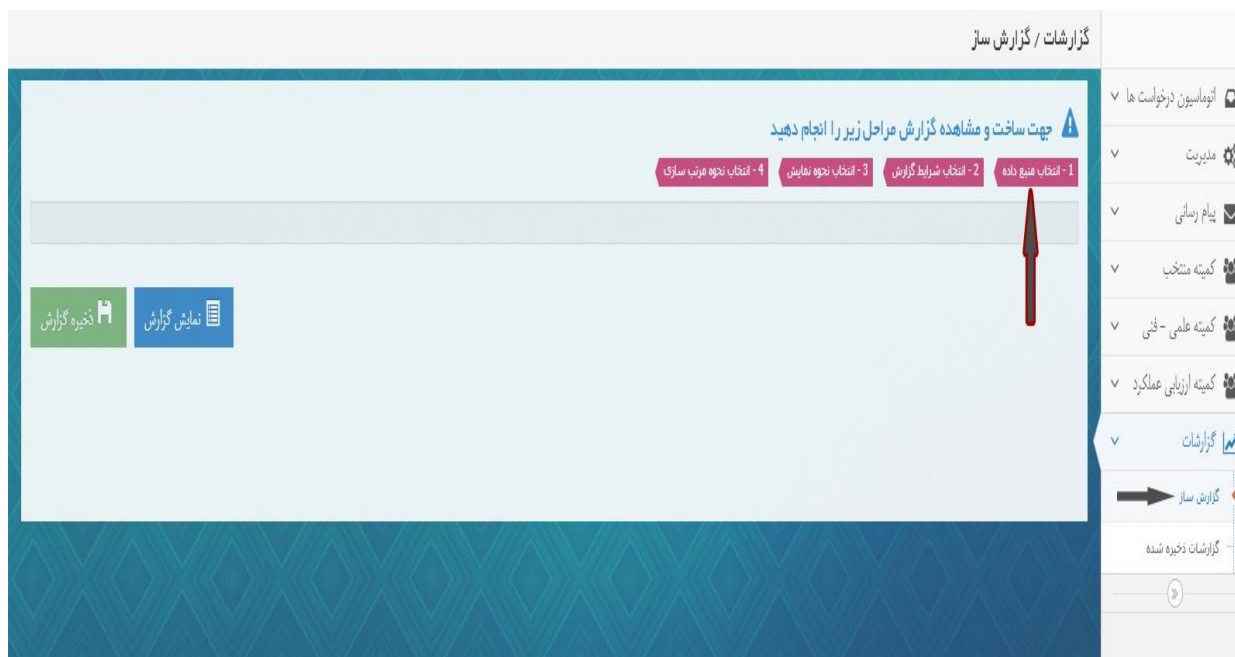 گزارشات / گزارش ساز
اتوماسیون درخواست ها
مدیریت
پیام رسانی
کمیته منتخب
کمیته علمی - فنی
کمیته ارزیابی عملکرد
گزارشات
گزارش ساز
گزارشات ذخیره شده
جهت ساخت و مشاهده گزارش مراحل زیر را انجام دهید
1 - انتخاب منبع داده
2 - انتخاب شرایط گزارش
3 - انتخاب نحوه نمایش
4 - انتخاب نحوه مرتب سازی
نمایش گزارش
ذخیره گزارش